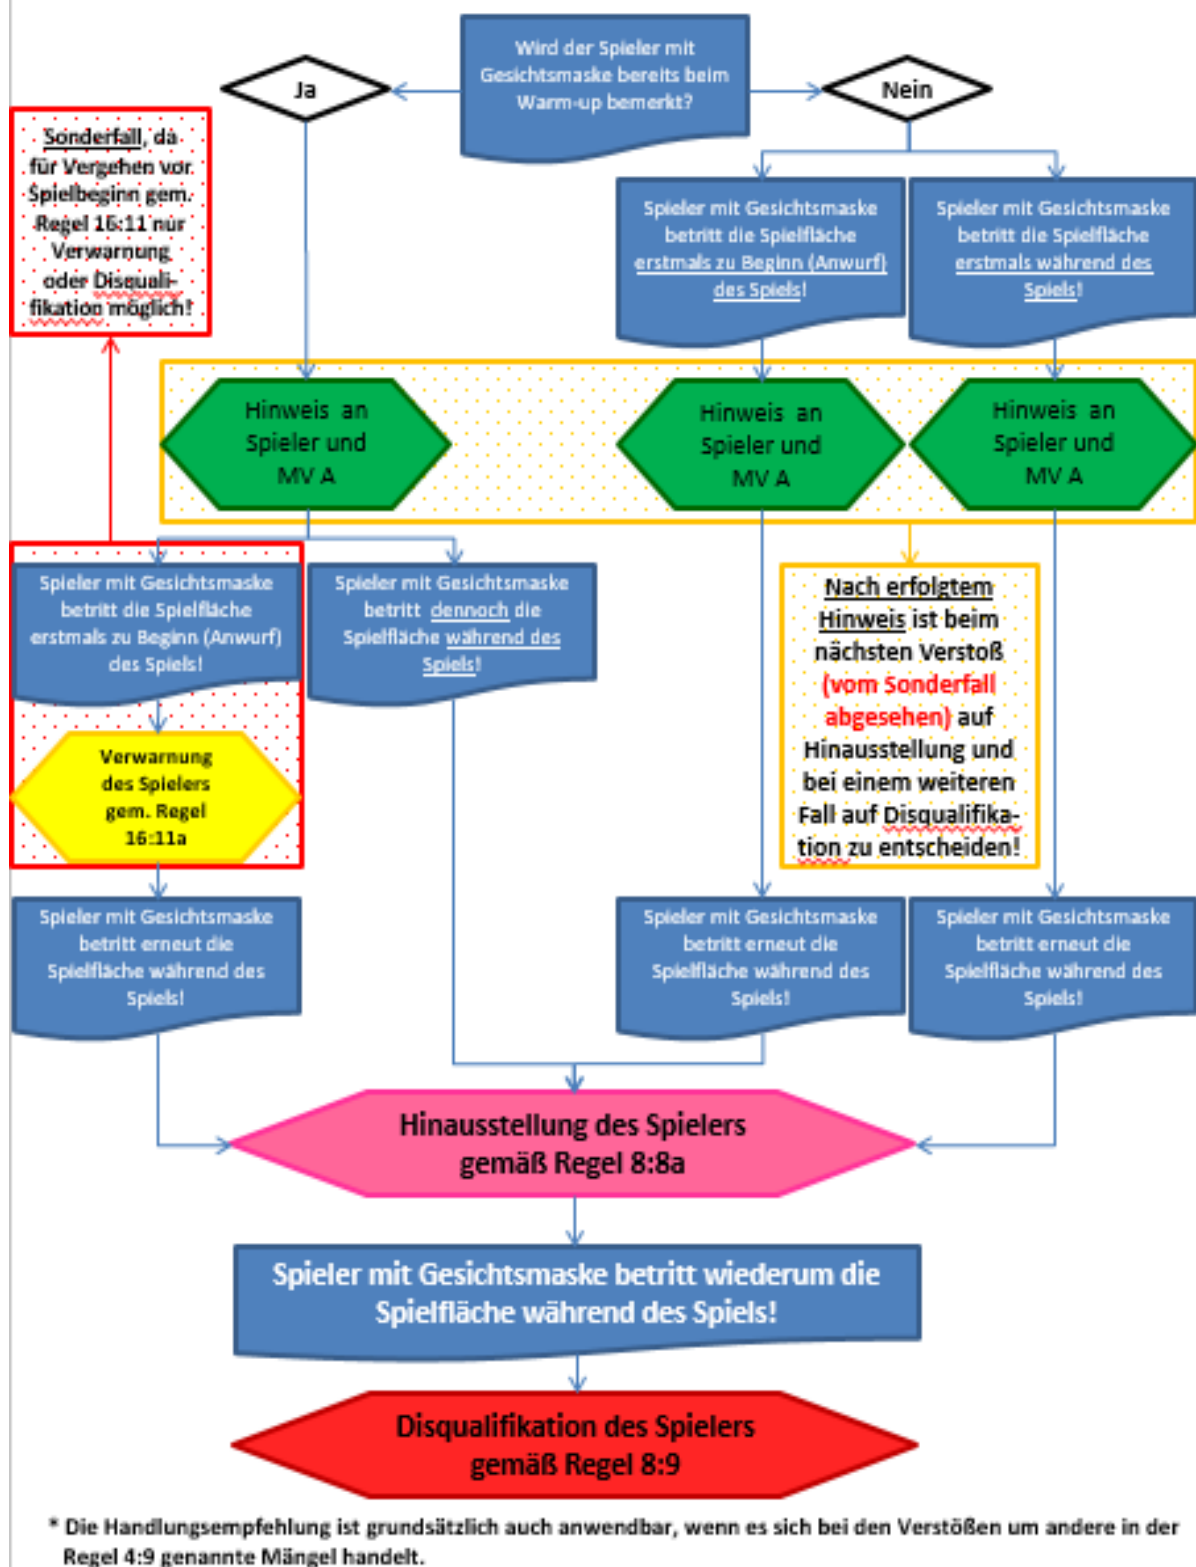 Wird der Spieler mit
Gesichtsmaske bereits beim
Warm-up bemerkt?
Ja
Nein
Sonderfall, da
für Vergehen vor
Spielbeginn gem.
Regel 16:11 nur
Verwarnung
oder Disquali-
fikation möglich!
Spieler mit Gesichtsmaske
betritt die Spielfläche
erstmals zu Beginn (Anwurf)
des Spiels!
Spieler mit Gesichtsmaske
betritt die Spielfläche
erstmals während des
Spiels!
Hinweis an
Spieler und
MV A
Hinweis an
Spieler und
MV A
Hinweis an
Spieler und
MV A
Spieler mit Gesichtsmaske
betritt die Spielfläche
erstmals zu Beginn (Anwurf)
des Spiels!
Spieler mit Gesichtsmaske
betritt dennoch die
Spielfläche während des
Spiels!
Nach erfolgtem
Hinweis ist beim
nächsten Verstoß
(vom Sonderfall
abgesehen) auf
Hinausstellung und
bei einem weiteren
Fall auf Disqualifika-
tion zu entscheiden!
Verwarnung
des Spielers
gem. Regel
16:11a
Spieler mit Gesichtsmaske
betritt erneut die
Spielfläche während des
Spiels!
Spieler mit Gesichtsmaske
betritt erneut die
Spielfläche während des
Spiels!
Spieler mit Gesichtsmaske
betritt erneut die
Spielfläche während des
Spiels!
Hinausstellung des Spielers
gemäß Regel 8:8a
Spieler mit Gesichtsmaske betritt wiederum die
Spielfläche während des Spiels!
Disqualifikation des Spielers
gemäß Regel 8:9
* Die Handlungsempfehlung ist grundsätzlich auch anwendbar, wenn es sich bei den Verstößen um andere in der
Regel 4:9 genannte Mängel handelt.